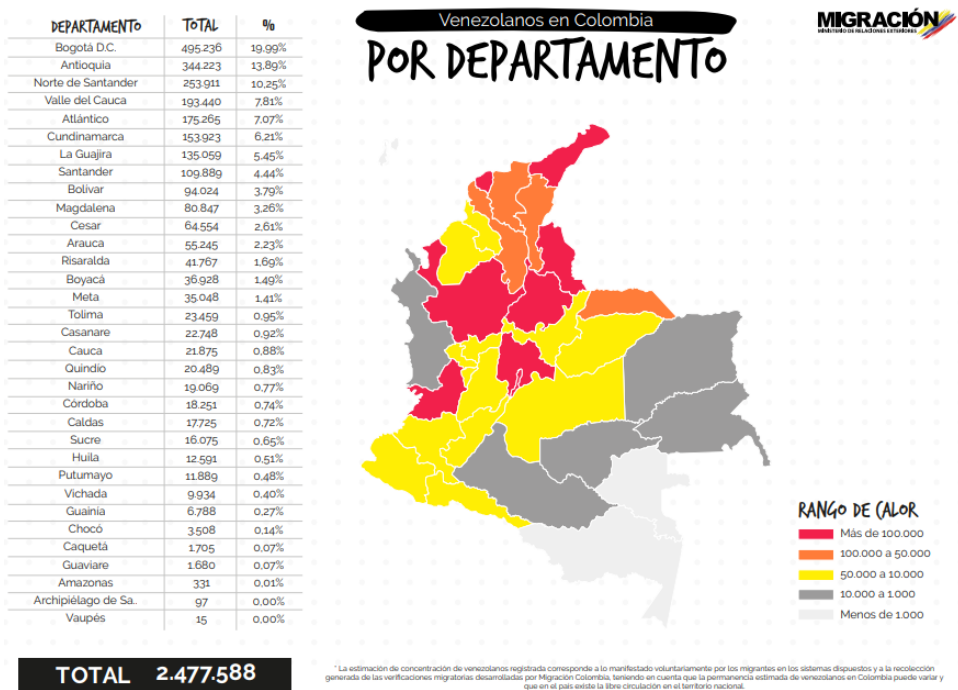 Venezolanos en Colombia
POR DEPARTAMENTO
MIGRACIÓN
MINISTERIO DE RELACIONES EXTERIORES
DEPARTAMENTO TOTAL %
Bogotá D.C. 495.236 19,99%
Antioquia 344.223 13,89%
Norte de Santander 253.911 10,25%
Valle del Cauca 193.440 7,81%
Atlántico 175.265 7,07%
Cundinamarca 153.923 6,21%
La Guajira 135.059 5,45%
Santander 109.889 4,44%
Bolívar 94.024 3,79%
Magdalena 80.847 3,26%
Cesar 64.554 2,61%
Arauca 55.245 2,23%
Risaralda 41.767 1,69%
Boyacá 36.928 1,49%
Meta 35.048 1,41%
Tolima 23.459 0,95%
Casanare 22.748 0,92%
Cauca 21.875 0,88%
Quindío 20.489 0,83%
Nariño 19.069 0,77%
Córdoba 18.251 0,74%
Caldas 17.725 0,72%
Sucre 16.075 0,65%
Huila 12.591 0,51%
Putumayo 11.889 0,48%
Vichada 9.934 0,40%
Guainía 6.788 0,27%
Chocó 3.508 0,14%
Caquetá 1.705 0,07%
Guaviare 1.680 0,07%
Amazonas 331 0,01%
Archipiélago de Sa.. 97 0,00%
Vaupés 15 0,00%
TOTAL 2.477.588
RANGO DE CALOR
Más de 100.000
100.000 a 50.000
50.000 a 10.000
10.000 a 1.000
Menos de 1.000
* La estimación de concentración de venezolanos registrada corresponde a lo manifestado voluntariamente por los migrantes en los sistemas dispuestos y a la recolección
generada de las verificaciones migratorias desarrolladas por Migración Colombia, teniendo en cuenta que la permanencia estimada de venezolanos en Colombia puede variar y
que en el país existe la libre circulación en el territorio nacional.